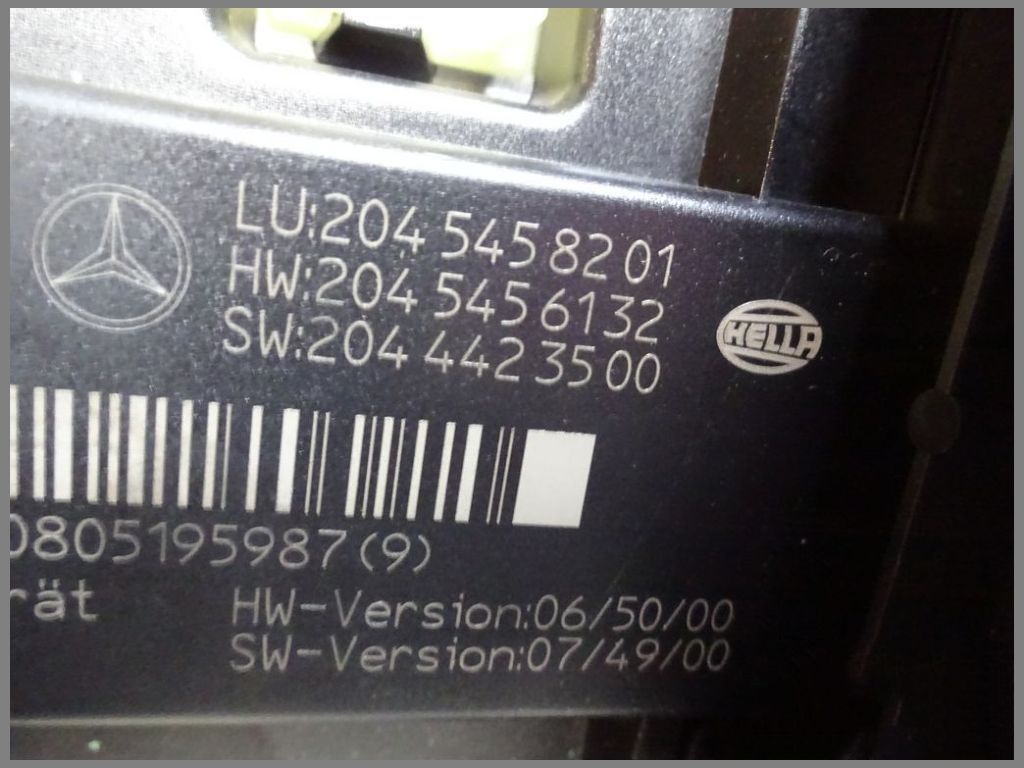 LU:204 545 82 01
HW:204 545 61 32
SW:204 442 35 00
HELLA
0805195987(9)
rät
HW-Version:06/50/00
SW-Version:07/49/00